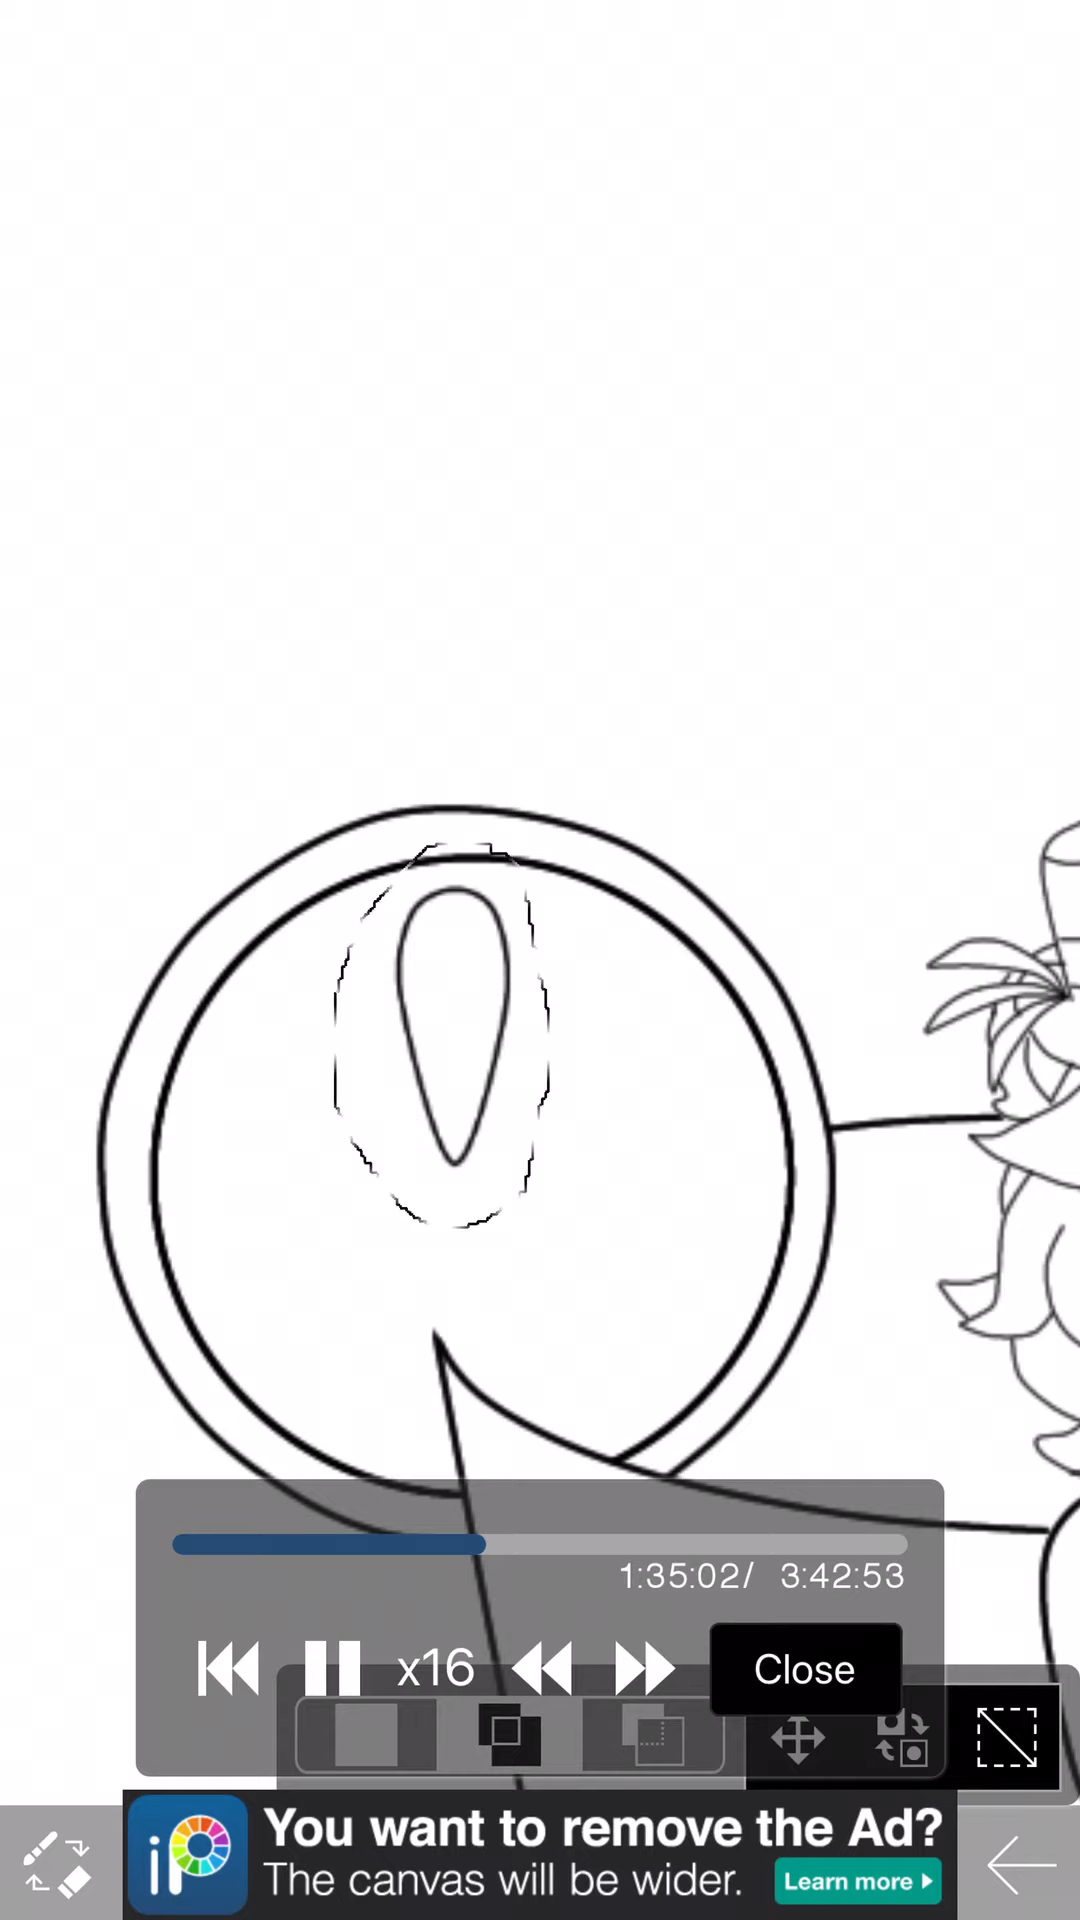 1:35:02/ 3:42:53
x16
Close
iP
You want to remove the Ad?
The canvas will be wider.
Learn more